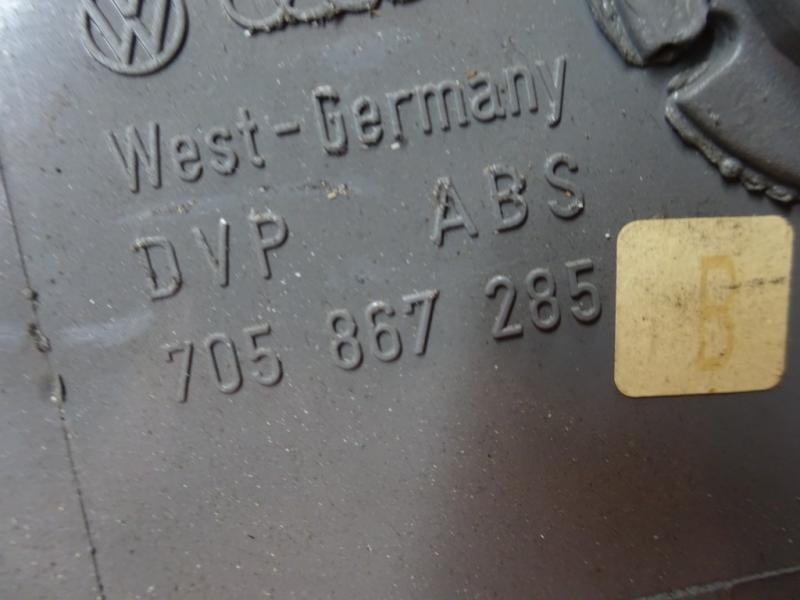 West-Germany
DVP ABS
705 867 285
B